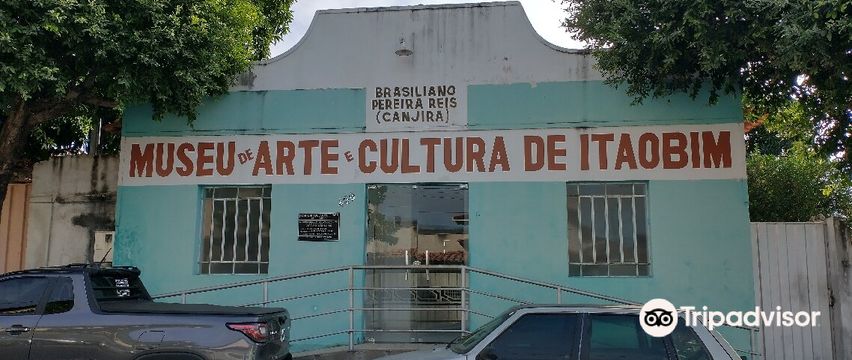 BRASILIANO
PEREIRA REIS
(CANJIRA)
MUSEU DE ARTE E CULTURA DE ITAOBIM
Tripadvisor